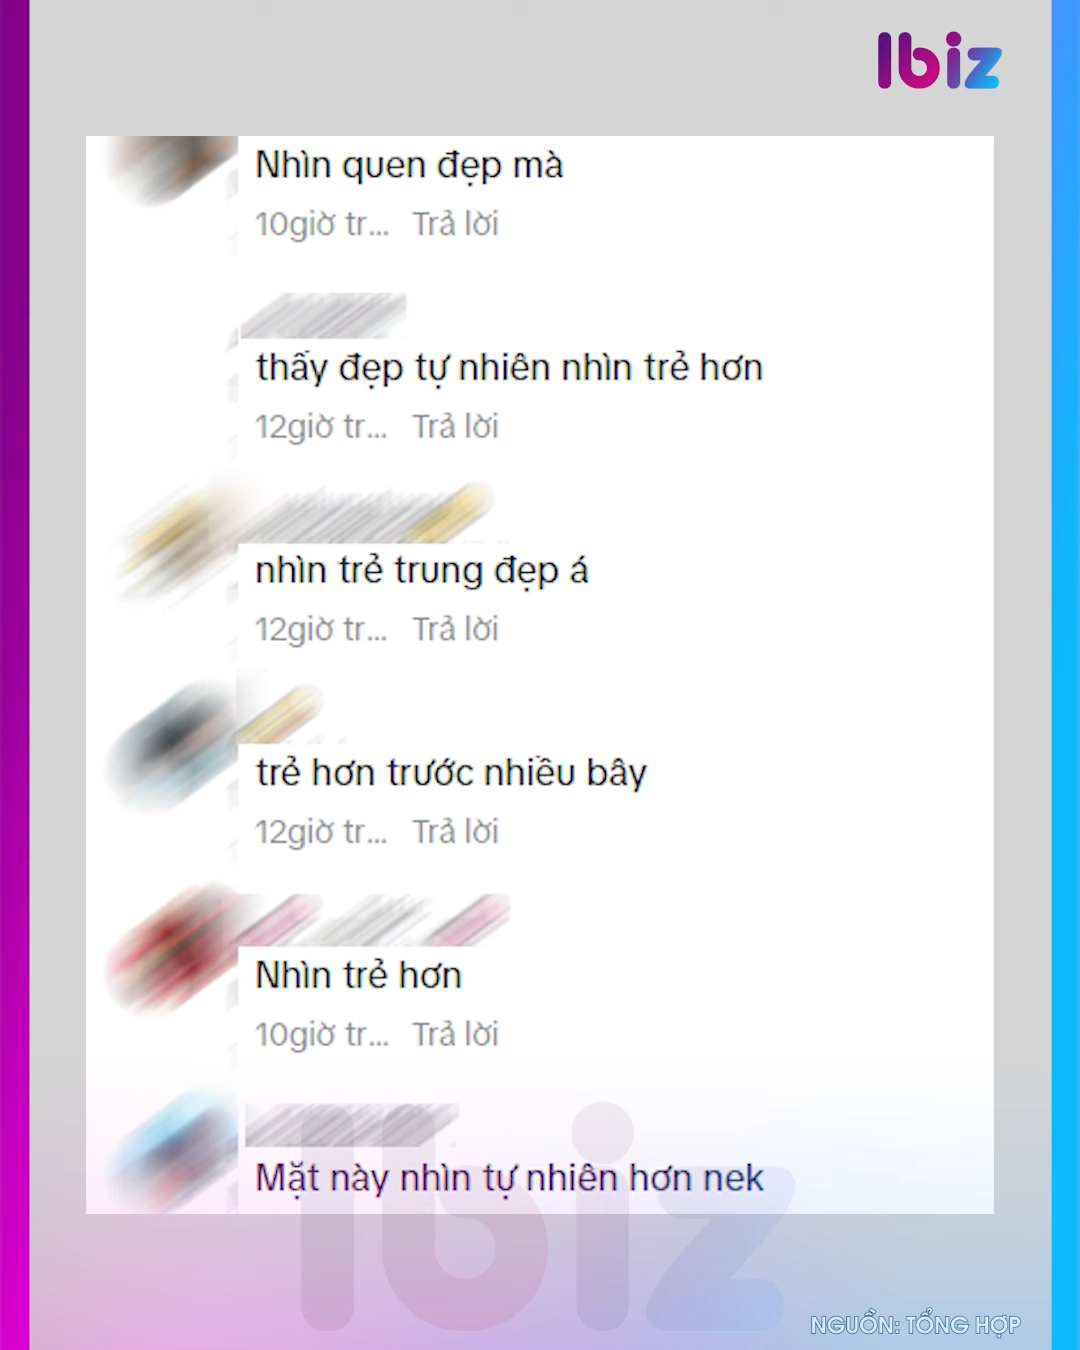 Ibiz
Nhìn quen đẹp mà
10giờ tr... Trả lời
thấy đẹp tự nhiên nhìn trẻ hơn
12giờ tr... Trả lời
nhìn trẻ trung đẹp á
12giờ tr... Trả lời
trẻ hơn trước nhiều bây
12giờ tr... Trả lời
Nhìn trẻ hơn
10giờ tr... Trả lời
Mặt này nhìn tự nhiên hơn nek
Ibiz
NGUỒN: TỔNG HỢP